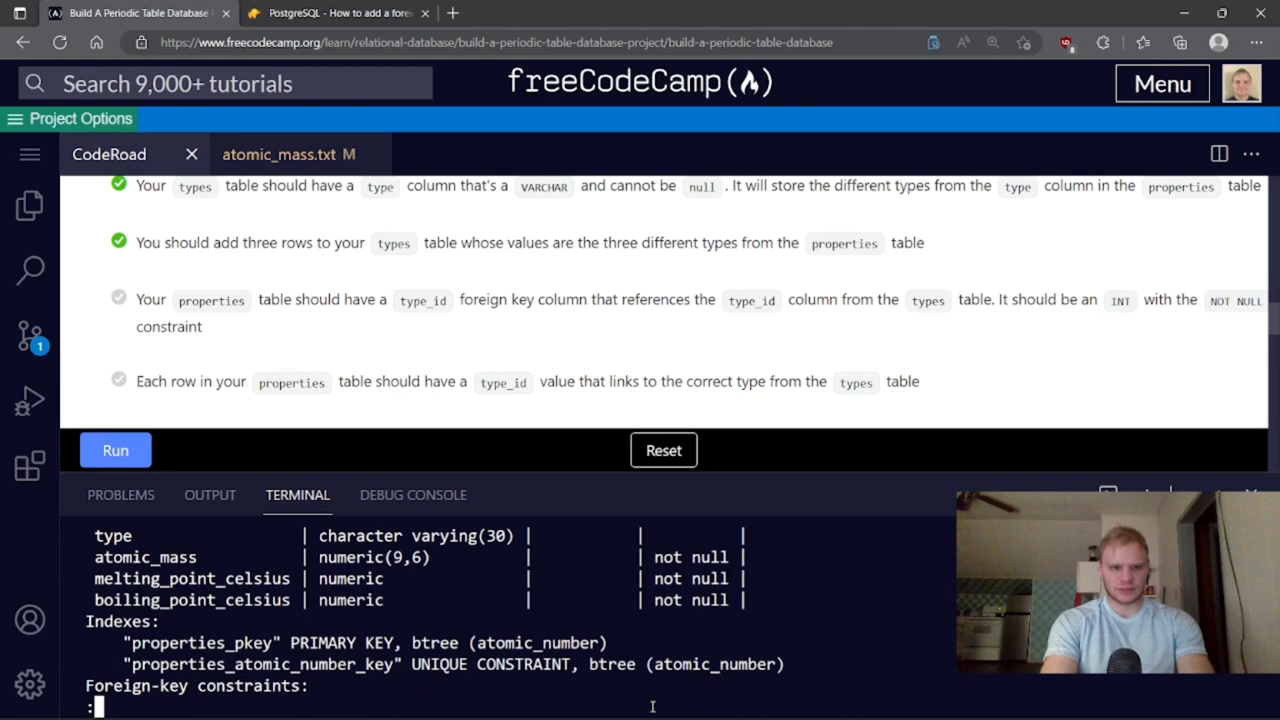 Build A Periodic Table Database P
PostgreSQL - How to add a forei
https://www.freecodecamp.org/learn/relational-database/build-a-periodic-table-database-project/build-a-periodic-table-database
Search 9,000+ tutorials
freeCodeCamp(🔥)
Menu
Project Options
CodeRoad
atomic_mass.txt M
Your types table should have a type column that's a VARCHAR and cannot be null . It will store the different types from the type column in the properties table
You should add three rows to your types table whose values are the three different types from the properties table
Your properties table should have a type_id foreign key column that references the type_id column from the types table. It should be an INT with the NOT NULL
constraint
Each row in your properties table should have a type_id value that links to the correct type from the types table
1
Run
Reset
PROBLEMS
OUTPUT
TERMINAL
DEBUG CONSOLE
type | character varying(30) | | |
atomic_mass | numeric(9,6) | | not null |
melting_point_celsius | numeric | | not null |
boiling_point_celsius | numeric | | not null |
Indexes:
"properties_pkey" PRIMARY KEY, btree (atomic_number)
"properties_atomic_number_key" UNIQUE CONSTRAINT, btree (atomic_number)
Foreign-key constraints:
: